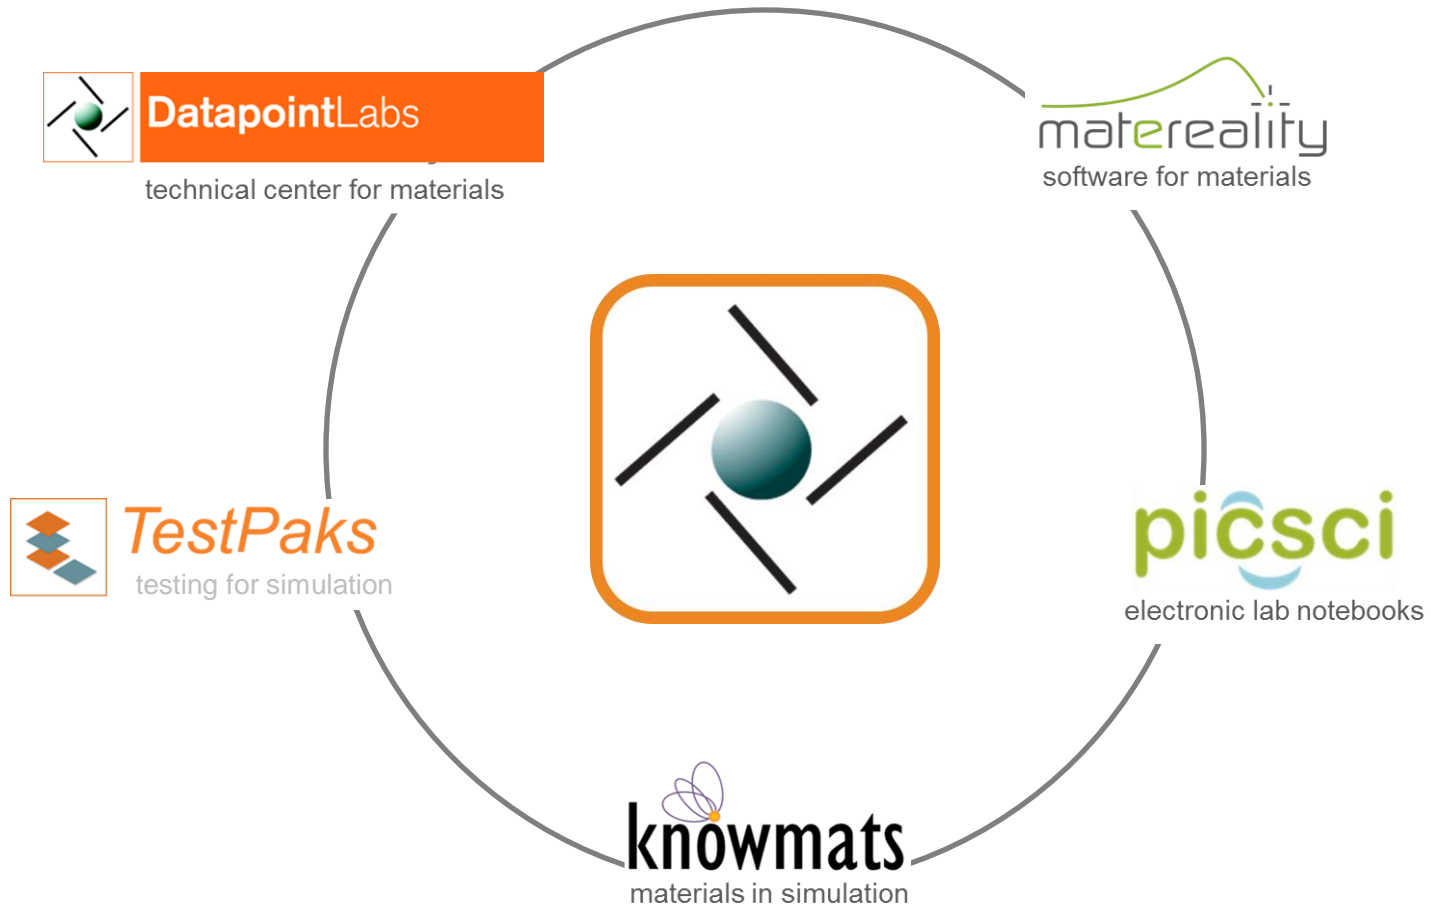 DatapointLabs
technical center for materials
matereality
software for materials
TestPaks
testing for simulation
picsci
electronic lab notebooks
knowmats
materials in simulation